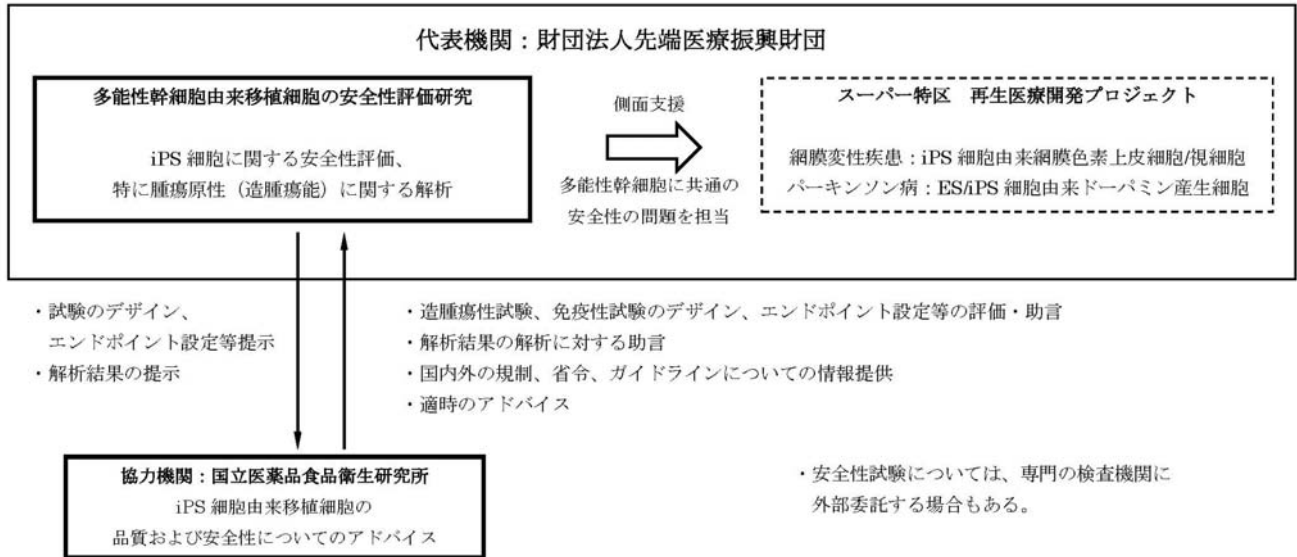 代表機関：財団法人先端医療振興財団
多能性幹細胞由来移植細胞の安全性評価研究
iPS 細胞に関する安全性評価、
特に腫瘍原性（造腫瘍能）に関する解析
側面支援
多能性幹細胞に共通の
安全性の問題を担当
スーパー特区　再生医療開発プロジェクト
網膜変性疾患：iPS 細胞由来網膜色素上皮細胞/視細胞
パーキンソン病：ES/iPS 細胞由来ドーパミン産生細胞
・試験のデザイン、
エンドポイント設定等提示
・解析結果の提示
・造腫瘍性試験、免疫性試験のデザイン、エンドポイント設定等の評価・助言
・解析結果の解析に対する助言
・国内外の規制、省令、ガイドラインについての情報提供
・適時のアドバイス
協力機関：国立医薬品食品衛生研究所
iPS 細胞由来移植細胞の
品質および安全性についてのアドバイス
・安全性試験については、専門の検査機関に
外部委託する場合もある。